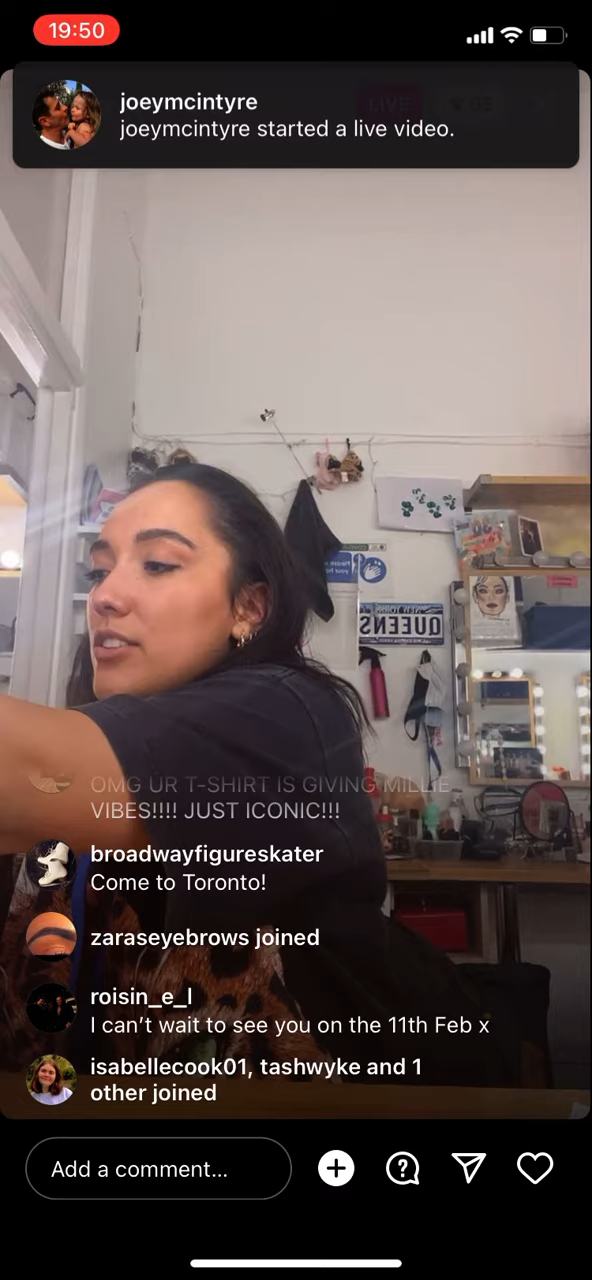 19:50
joeymcintyre
joeymcintyre started a live video.
LIVE
QUEENS
OMG UR T-SHIRT IS GIVING MILLIE
VIBES!!!! JUST ICONIC!!!
broadwayfigureskater
Come to Toronto!
zaraseyebrows joined
roisin_e_l
I can’t wait to see you on the 11th Feb x
isabellecook01, tashwyke and 1
other joined
Add a comment...